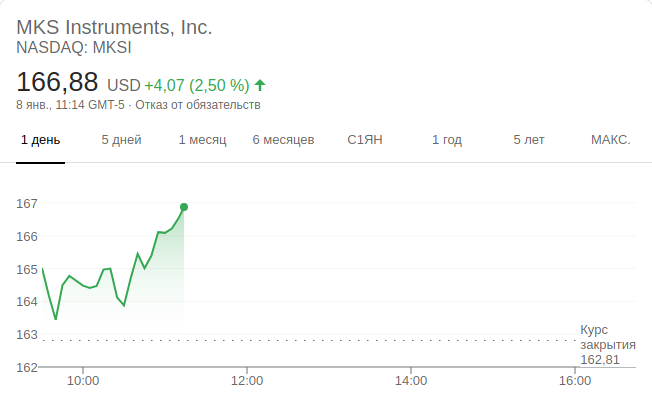 MKS Instruments, Inc.
NASDAQ: MKSI
166,88 USD +4,07 (2,50 %)
8 янв., 11:14 GMT-5 · Отказ от обязательств
1 день 5 дней 1 месяц 6 месяцев С1ЯН 1 год 5 лет МАКС.
167
166
165
164
163
162
Курс
закрытия
162,81
10:00 12:00 14:00 16:00